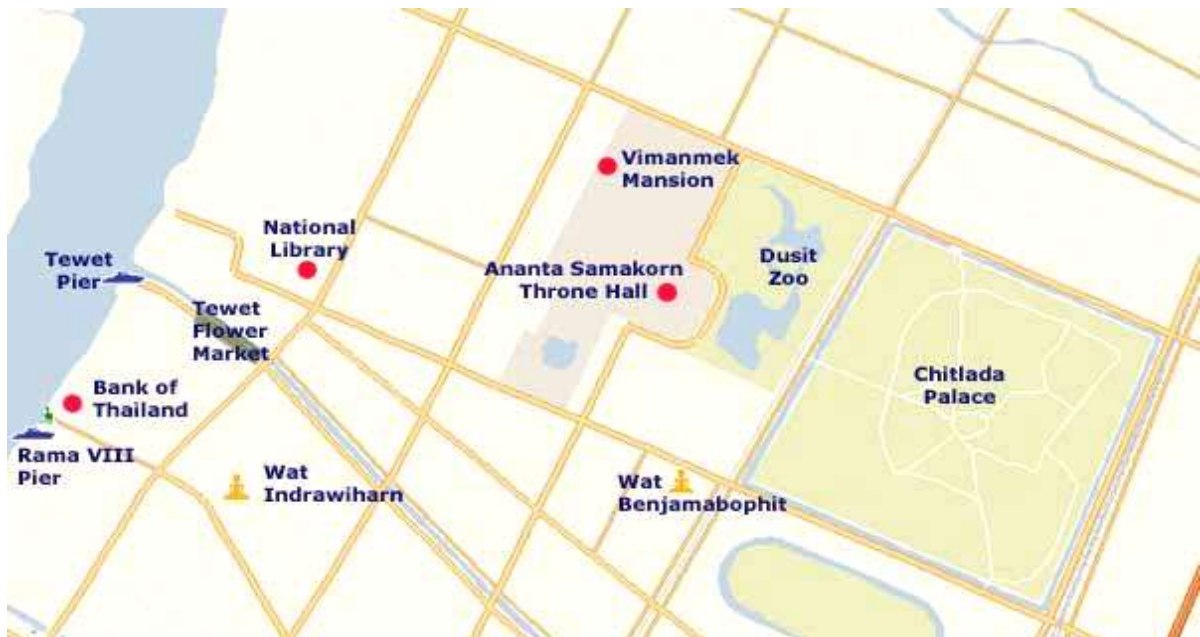 Vimanmek
Mansion
National
Library
Tewet
Pier
Ananta Samakorn
Throne Hall
Dusit
Zoo
Tewet
Flower
Market
Chitlada
Palace
Bank of
Thailand
Rama VIII
Pier
Wat
Indrawiharn
Wat
Benjamabophit